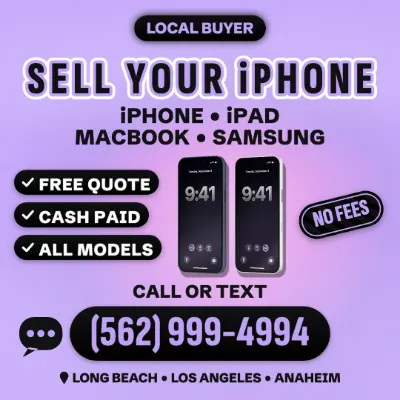 LOCAL BUYER
SELL YOUR iPHONE
iPHONE • iPAD
MACBOOK • SAMSUNG
✓ FREE QUOTE
✓ CASH PAID
✓ ALL MODELS
9:41
9:41
NO FEES
CALL OR TEXT
(562) 999-4994
LONG BEACH • LOS ANGELES • ANAHEIM